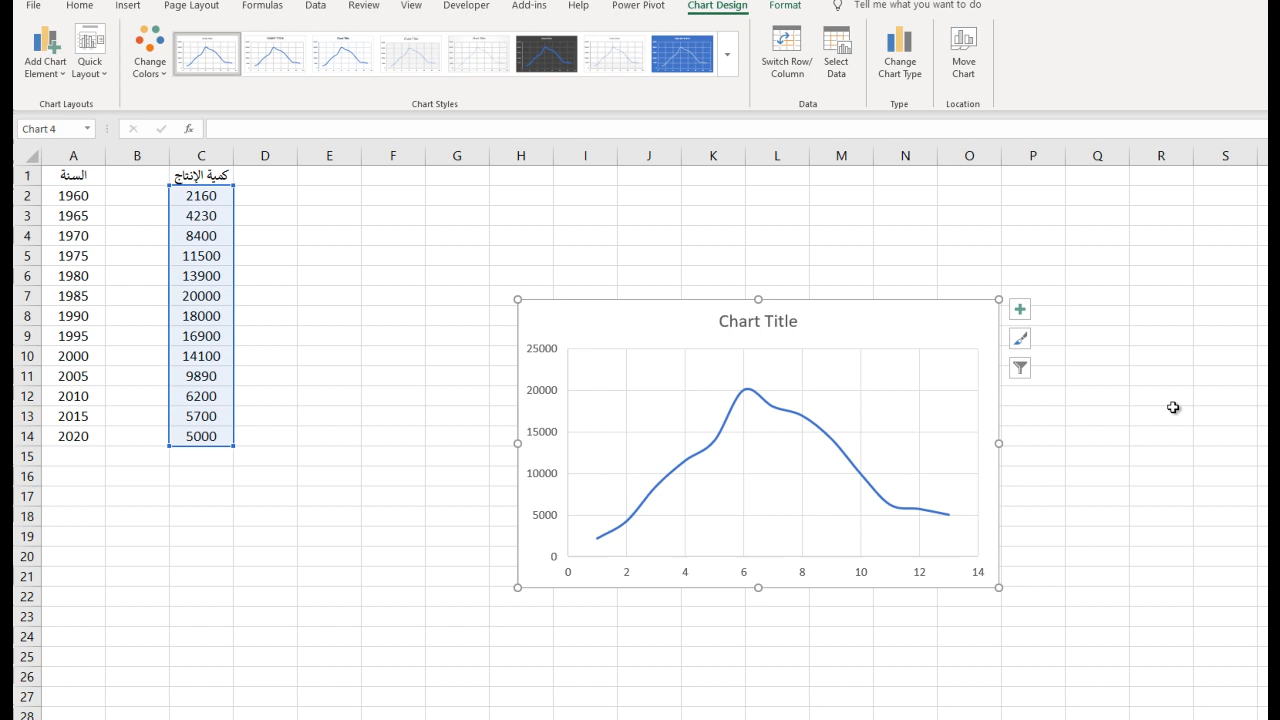 File Home Insert Page Layout Formulas Data Review View Developer Add-ins Help Power Pivot Chart Design Format Tell me what you want to do
Add Chart Element Quick Layout Change Colors Switch Row/Column Select Data Change Chart Type Move Chart
Chart Layouts Chart Styles Data Type Location
Chart 4 fx
A B C D E F G H I J K L M N O P Q R S
1 السنة كمية الإنتاج
2 1960 2160
3 1965 4230
4 1970 8400
5 1975 11500
6 1980 13900
7 1985 20000
8 1990 18000
9 1995 16900
10 2000 14100
11 2005 9890
12 2010 6200
13 2015 5700
14 2020 5000
15
16
17
18
19
20
21
22
23
24
25
26
27
28
Chart Title
25000
20000
15000
10000
5000
0
0 2 4 6 8 10 12 14